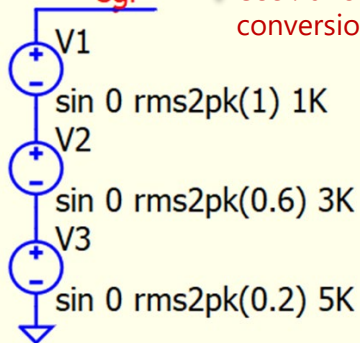 conversio
V1
sin 0 rms2pk(1) 1K
V2
sin 0 rms2pk(0.6) 3K
V3
sin 0 rms2pk(0.2) 5K